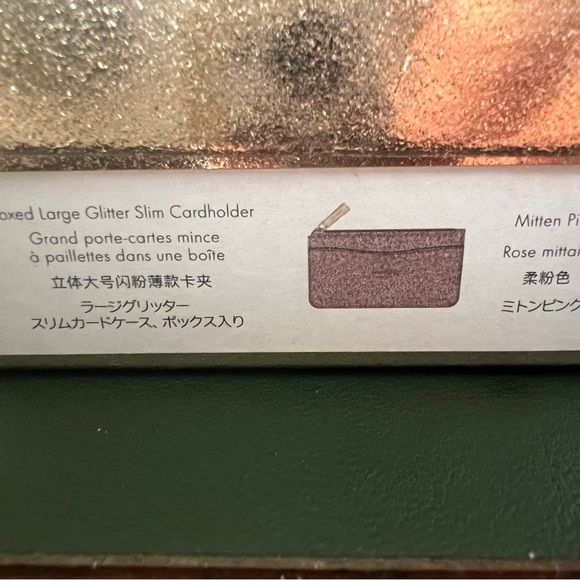 oxed Large Glitter Slim Cardholder
Grand porte-cartes mince
à paillettes dans une boîte
立体大号闪粉薄款卡夹
ラージグリッター
スリムカードケース、ボックス入り
Mitten Pi
Rose mittai
柔粉色
ミトンピンク